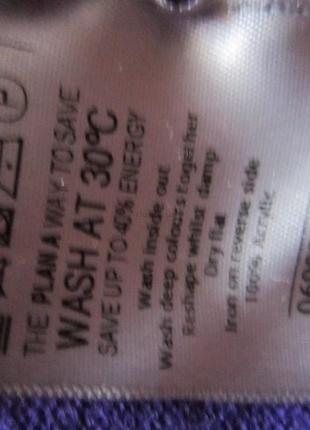 P
THE PLAN A WAY TO SAVE
WASH AT 30°C
SAVE UP TO 4% ENERGY
Wash inside out
Wash deep colours together
Reshape whilst damp
Dry flat
Iron on reverse side
100% Acrylic